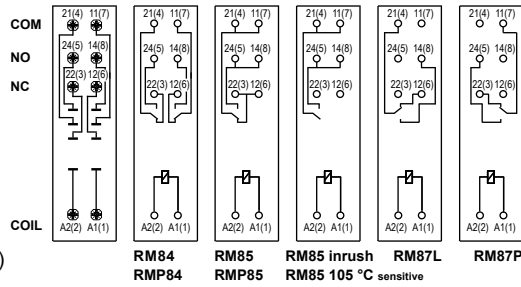 COM 21(4) 11(7) 21(4) 11(7) 21(4) 11(7) 21(4) 11(7) 21(4) 11(7) 21(4) 11(7)
NO 24(5) 14(8) 24(5) 14(8) 24(5) 14(8) 24(5) 14(8) 24(5) 14(8) 24(5) 14(8)
NC 22(3) 12(6) 22(3) 12(6) 22(3) 12(6) 22(3) 12(6) 22(3) 12(6) 22(3) 12(6)
COIL A2(2) A1(1) A2(2) A1(1) A2(2) A1(1) A2(2) A1(1) A2(2) A1(1) A2(2) A1(1)
RM84 RM85 RM85 inrush RM87L RM87P
) RMP84 RMP85 RM85 105 °C sensitive